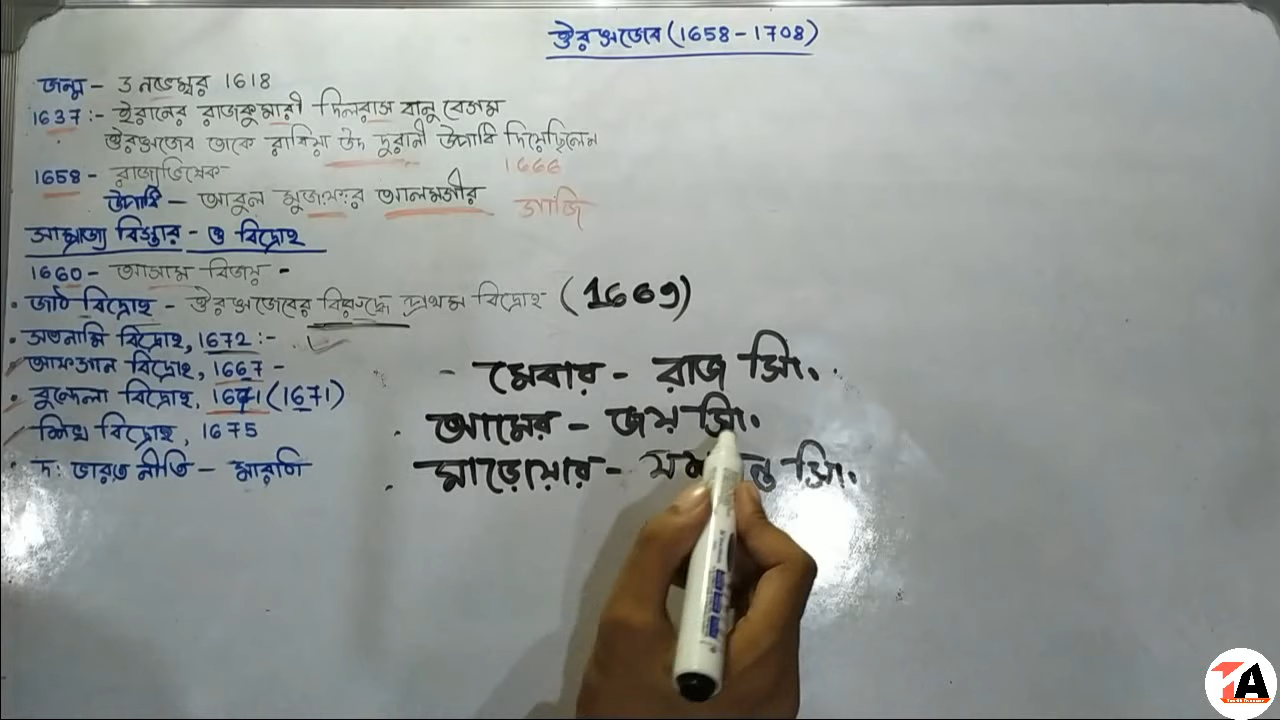 ঔরঙ্গজেব (1658-1708)
জন্ম - 3 নভেম্বর 1618
1637 :- ইরানের রাজকুমারী দিলরাস বানু বেগম
ঔরঙ্গজেব তাকে রাবিয়া উদ দুরানী উপাধি দিয়েছিলেন
1658 - রাজ্যাভিষেক
1666
উপাধি - আবুল মুজাফফর আলমগীর
গাজি
সাম্রাজ্য বিস্তার - ও বিদ্রোহ
1660 - আসাম বিজয় -
• জাঠ বিদ্রোহ - ঔরঙ্গজেবের বিরুদ্ধে প্রথম বিদ্রোহ (1669)
• সতনামি বিদ্রোহ, 1672 :-
আফগান বিদ্রোহ, 1667 -
• বুন্দেলা বিদ্রোহ, (1671)
শিখ বিদ্রোহ, 1675
• দ: ভারত নীতি - মারাঠি
- মেবার - রাজ সিং
• আমের - জয় সিং
• মাড়োয়ার - সিং
A